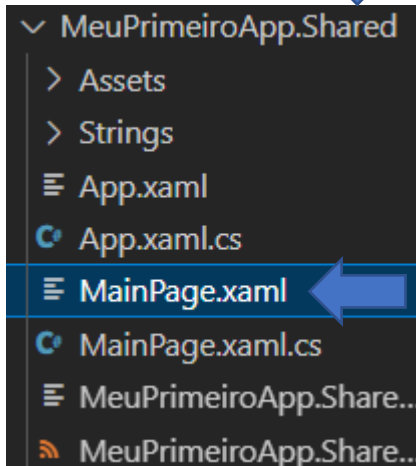 MeuPrimeiroApp.Shared
Assets
Strings
App.xaml
C# App.xaml.cs
MainPage.xaml
C# MainPage.xaml.cs
MeuPrimeiroApp.Share...
MeuPrimeiroApp.Share...